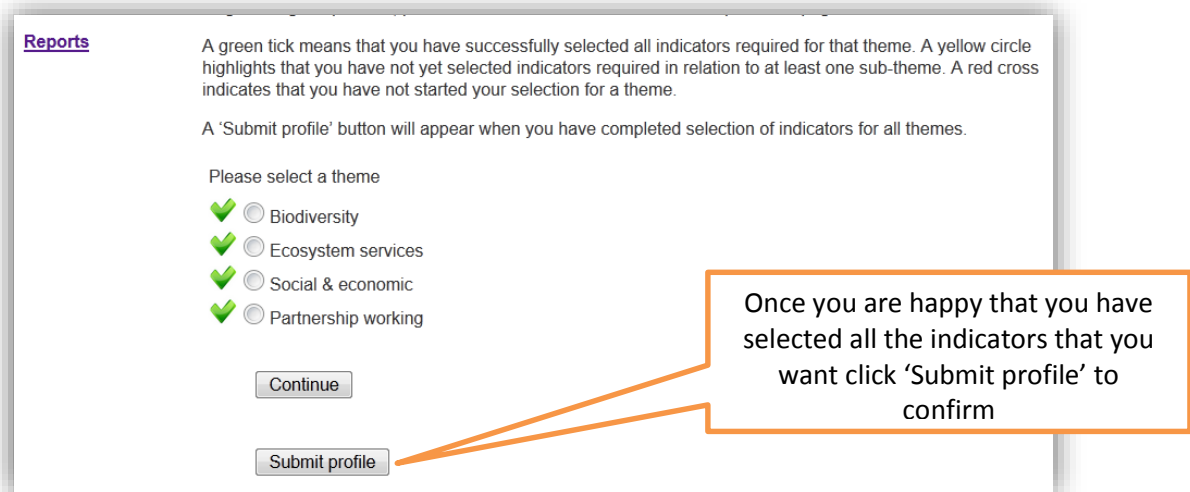 Reports
A green tick means that you have successfully selected all indicators required for that theme. A yellow circle
highlights that you have not yet selected indicators required in relation to at least one sub-theme. A red cross
indicates that you have not started your selection for a theme.
A ‘Submit profile’ button will appear when you have completed selection of indicators for all themes.
Please select a theme
Biodiversity
Ecosystem services
Social & economic
Partnership working
Once you are happy that you have
selected all the indicators that you
want click ‘Submit profile’ to
confirm
Continue
Submit profile